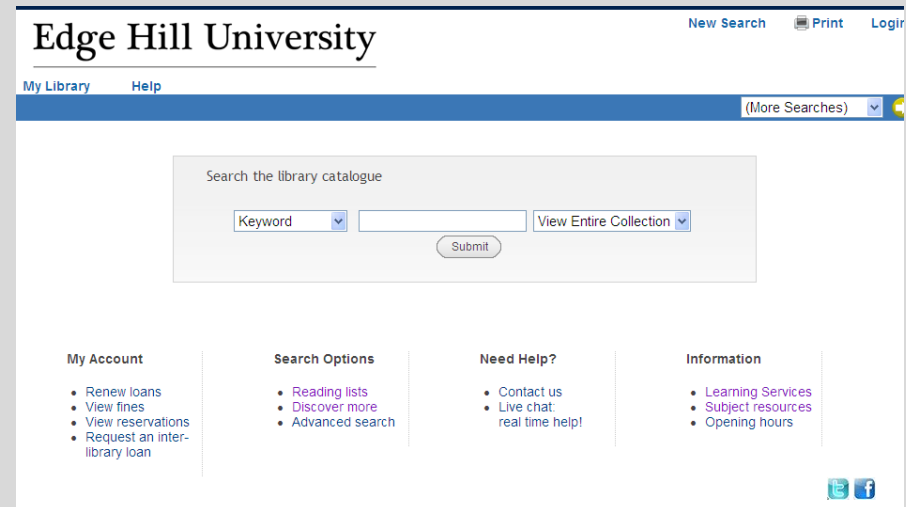 Edge Hill University
New Search Print Login
My Library Help
(More Searches)
Search the library catalogue
Keyword View Entire Collection
Submit
My Account
Renew loans
View fines
View reservations
Request an inter-
library loan
Search Options
Reading lists
Discover more
Advanced search
Need Help?
Contact us
Live chat:
real time help!
Information
Learning Services
Subject resources
Opening hours